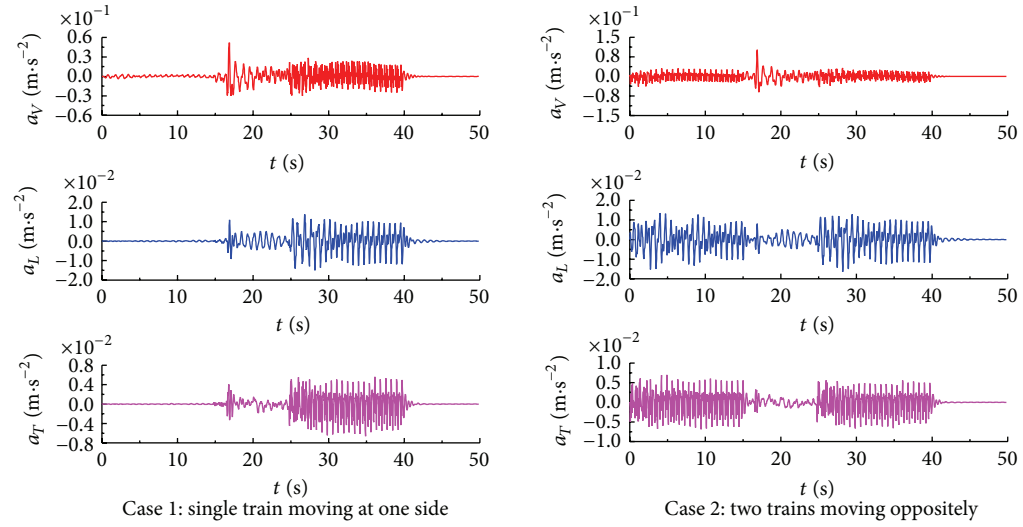 ×10⁻¹
0.6
0.3
0.0
−0.3
−0.6
a_V (m·s⁻²)
0 10 20 30 40 50
t (s)
×10⁻²
2.0
1.0
0.0
−1.0
−2.0
a_L (m·s⁻²)
0 10 20 30 40 50
t (s)
×10⁻²
0.8
0.4
0.0
−0.4
−0.8
a_T (m·s⁻²)
0 10 20 30 40 50
t (s)
Case 1: single train moving at one side
×10⁻¹
1.5
0.8
0.0
−0.8
−1.5
a_V (m·s⁻²)
0 10 20 30 40 50
t (s)
×10⁻²
2.0
1.0
0.0
−1.0
−2.0
a_L (m·s⁻²)
0 10 20 30 40 50
t (s)
×10⁻²
1.0
0.5
0.0
−0.5
−1.0
a_T (m·s⁻²)
0 10 20 30 40 50
t (s)
Case 2: two trains moving oppositely